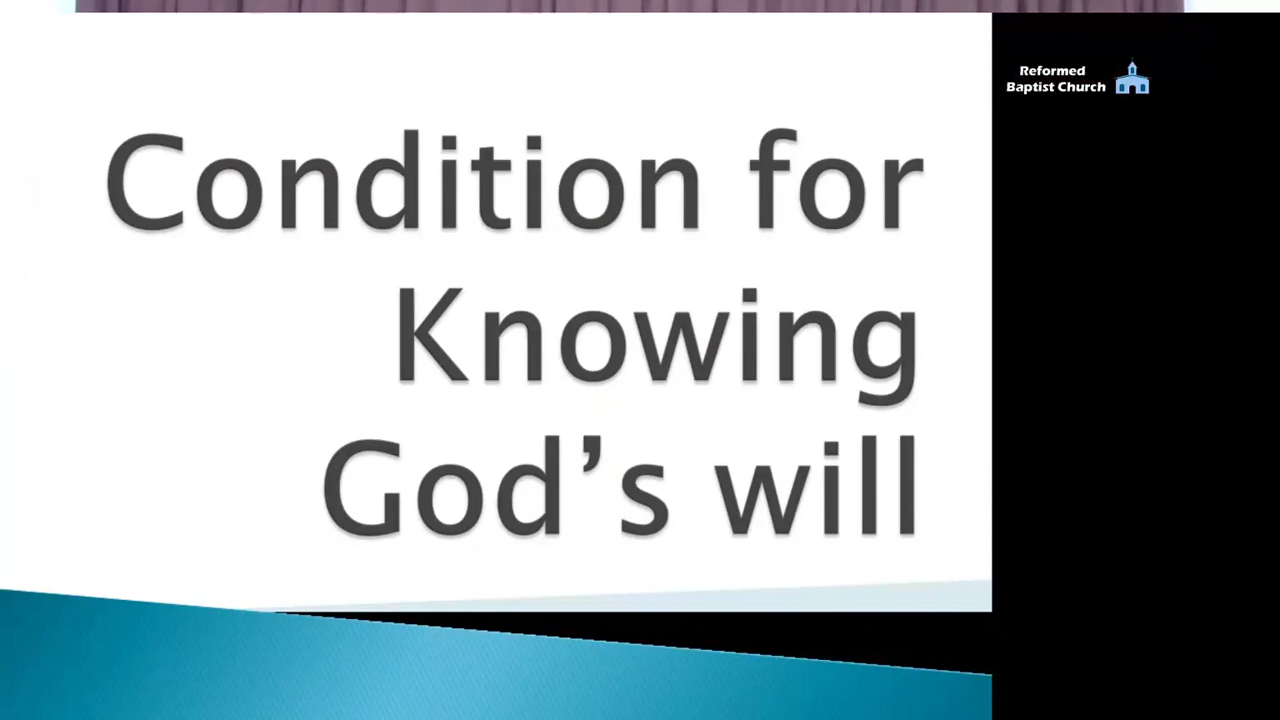 Condition for
Knowing
God’s will
Reformed
Baptist Church